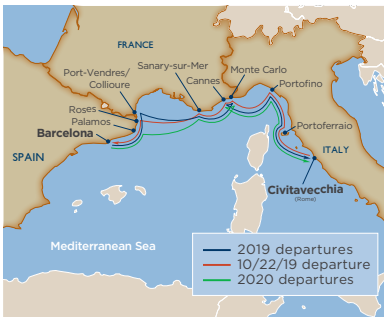 FRANCE
Sanary-sur-Mer
Monte Carlo
Port-Vendres/
Collioure
Cannes
Portofino
Roses
Palamos
Barcelona
Portoferraio
SPAIN
ITALY
Civitavecchia
(Rome)
Mediterranean Sea
2019 departures
10/22/19 departure
2020 departures